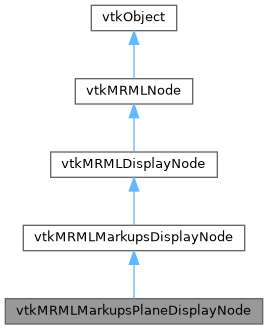 vtkObject
vtkMRMLNode
vtkMRMLDisplayNode
vtkMRMLMarkupsDisplayNode
vtkMRMLMarkupsPlaneDisplayNode